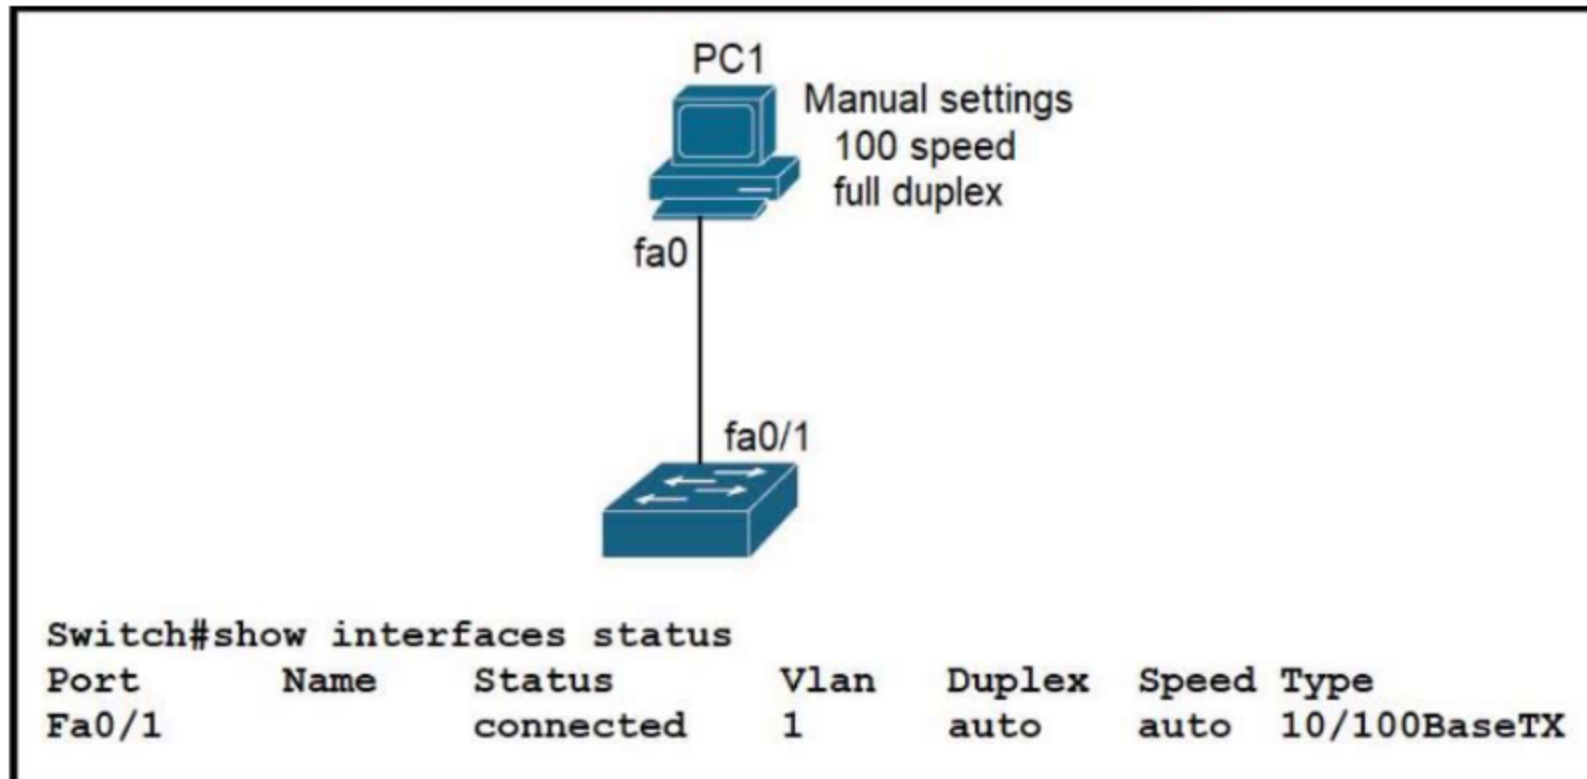 PC1
Manual settings
100 speed
full duplex
fa0
fa0/1
Switch#show interfaces status
Port Name Status Vlan Duplex Speed Type
Fa0/1 connected 1 auto auto 10/100BaseTX